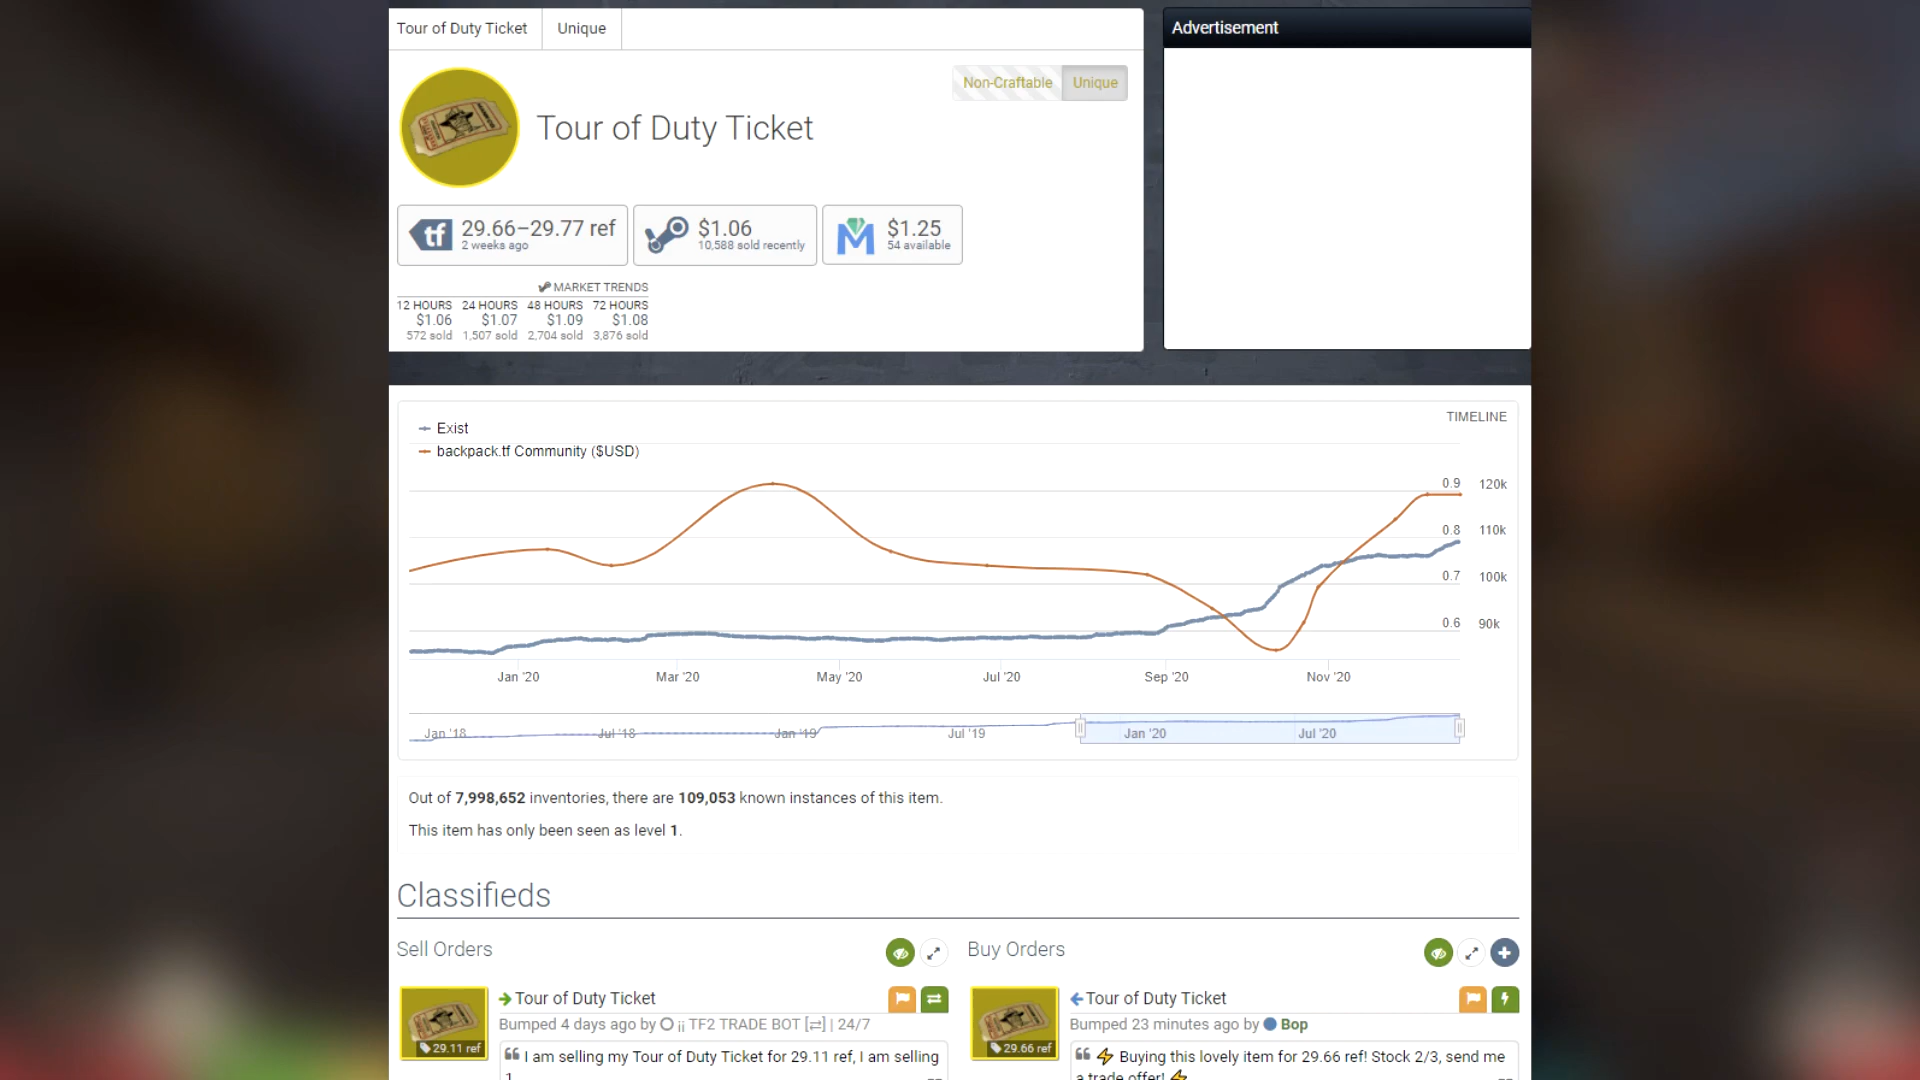 Tour of Duty Ticket Unique
Advertisement
Non-Craftable Unique
Tour of Duty Ticket
tf 29.66–29.77 ref
2 weeks ago
$1.06
10,588 sold recently
$1.25
54 available
MARKET TRENDS
12 HOURS 24 HOURS 48 HOURS 72 HOURS
$1.06 $1.07 $1.09 $1.08
572 sold 1,507 sold 2,704 sold 3,876 sold
TIMELINE
Exist
backpack.tf Community ($USD)
0.9 120k
0.8 110k
0.7 100k
0.6 90k
Jan '20 Mar '20 May '20 Jul '20 Sep '20 Nov '20
Jan '18 Jul '18 Jan '19 Jul '19 Jan '20 Jul '20
Out of 7,998,652 inventories, there are 109,053 known instances of this item.
This item has only been seen as level 1.
Classifieds
Sell Orders
Tour of Duty Ticket
Bumped 4 days ago by ¡¡ TF2 TRADE BOT [⇄] | 24/7
29.11 ref
I am selling my Tour of Duty Ticket for 29.11 ref, I am selling
1
Buy Orders
Tour of Duty Ticket
Bumped 23 minutes ago by Bop
29.66 ref
⚡ Buying this lovely item for 29.66 ref! Stock 2/3, send me
a trade offer! ⚡